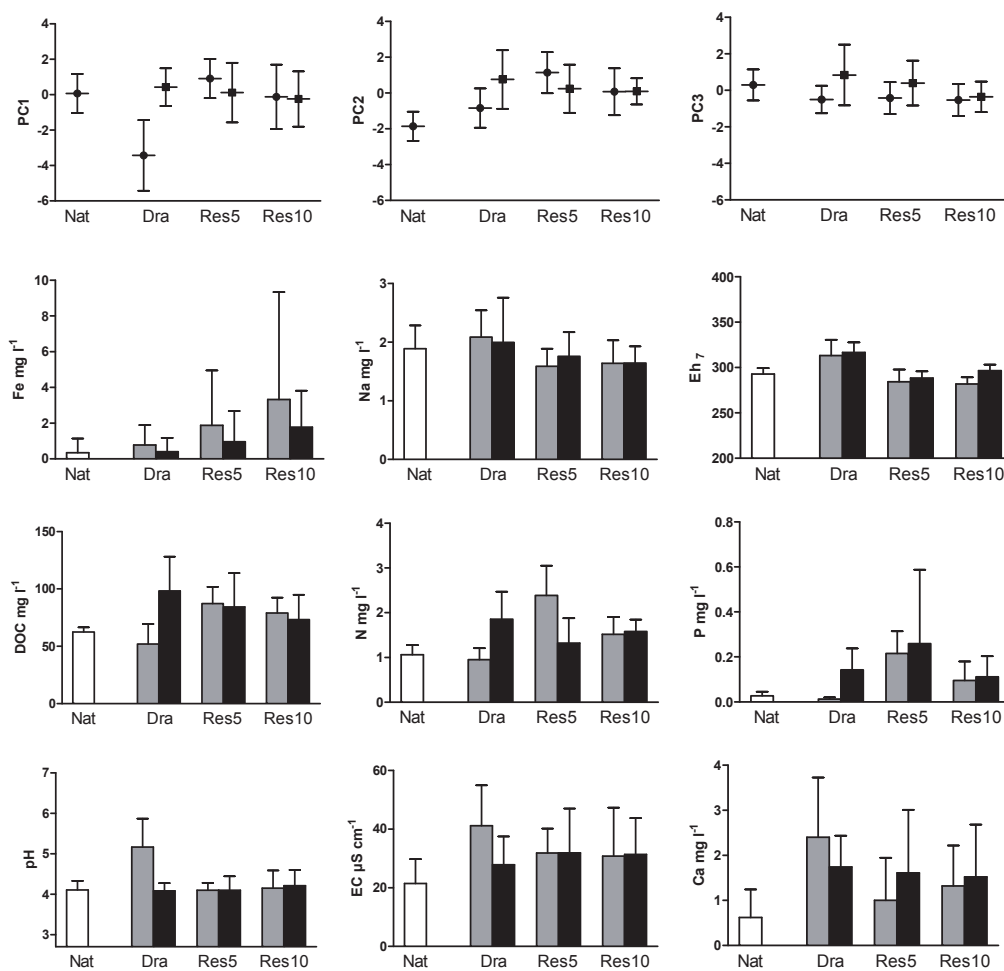 4
2
0
-2
-4
-6
PC1
Nat Dra Res5 Res10
4
2
0
-2
-4
-6
PC2
Nat Dra Res5 Res10
4
2
0
-2
-4
-6
PC3
Nat Dra Res5 Res10
10
8
6
4
2
0
Fe mg l-1
Nat Dra Res5 Res10
3
2
1
0
Na mg l-1
Nat Dra Res5 Res10
400
350
300
250
200
Eh 7
Nat Dra Res5 Res10
150
100
50
0
DOC mg l-1
Nat Dra Res5 Res10
4
3
2
1
0
N mg l-1
Nat Dra Res5 Res10
0.8
0.6
0.4
0.2
0.0
P mg l-1
Nat Dra Res5 Res10
7
6
5
4
3
pH
Nat Dra Res5 Res10
60
40
20
0
EC µS cm-1
Nat Dra Res5 Res10
4
3
2
1
0
Ca mg l-1
Nat Dra Res5 Res10